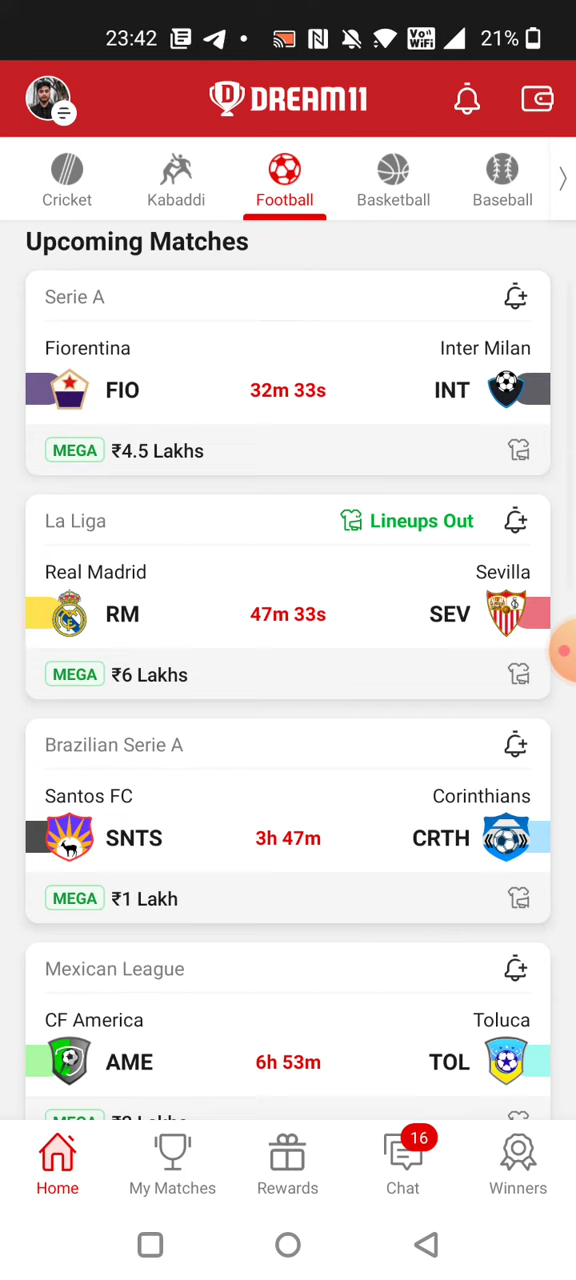 23:42 Vo)) WiFi 21%
DREAM11
Cricket Kabaddi Football Basketball Baseball
Upcoming Matches
Serie A
Fiorentina Inter Milan
FIO 32m 33s INT
MEGA ₹4.5 Lakhs
La Liga Lineups Out
Real Madrid Sevilla
RM 47m 33s SEV
MEGA ₹6 Lakhs
Brazilian Serie A
Santos FC Corinthians
SNTS 3h 47m CRTH
MEGA ₹1 Lakh
Mexican League
CF America Toluca
AME 6h 53m TOL
MEGA
16
Home My Matches Rewards Chat Winners